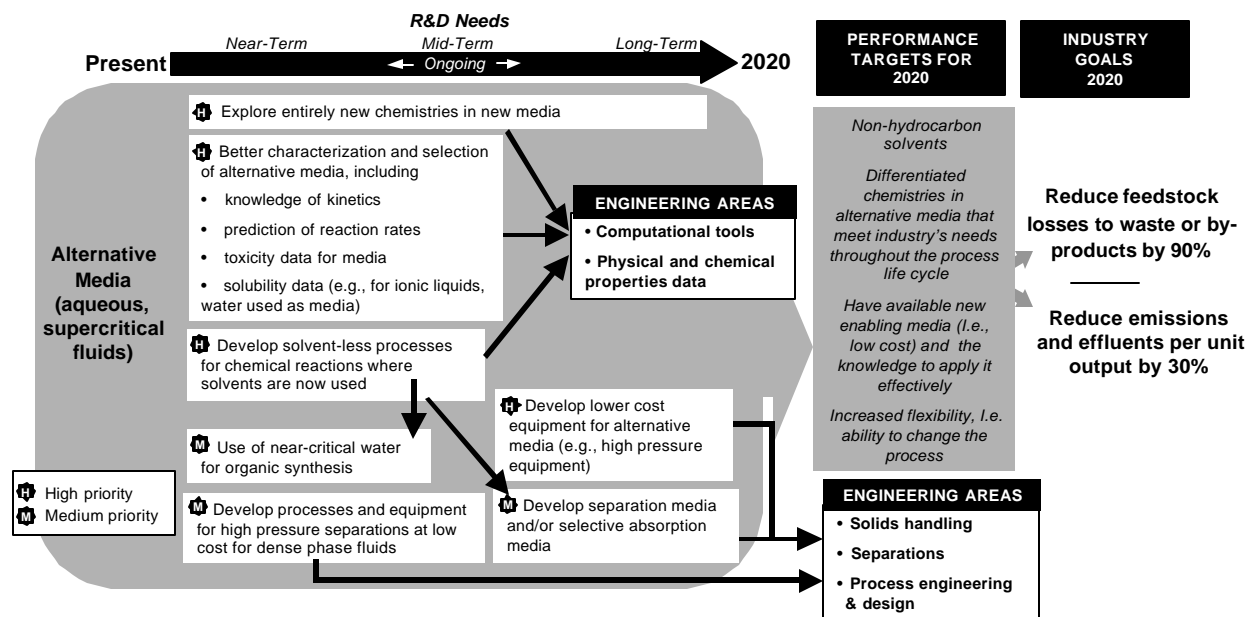 R&D Needs
Near-Term
Mid-Term
Long-Term
Present
Ongoing
2020
PERFORMANCE
TARGETS FOR
2020
INDUSTRY
GOALS
2020
Alternative
Media
(aqueous,
supercritical
fluids)
H Explore entirely new chemistries in new media
H Better characterization and selection
of alternative media, including
• knowledge of kinetics
• prediction of reaction rates
• toxicity data for media
• solubility data (e.g., for ionic liquids,
water used as media)
H Develop solvent-less processes
for chemical reactions where
solvents are now used
M Use of near-critical water
for organic synthesis
M Develop processes and equipment
for high pressure separations at low
cost for dense phase fluids
H Develop lower cost
equipment for alternative
media (e.g., high pressure
equipment)
M Develop separation media
and/or selective absorption
media
ENGINEERING AREAS
• Computational tools
• Physical and chemical
properties data
Non-hydrocarbon
solvents
Differentiated
chemistries in
alternative media that
meet industry's needs
throughout the process
life cycle
Have available new
enabling media (I.e.,
low cost) and the
knowledge to apply it
effectively
Increased flexibility, I.e.
ability to change the
process
Reduce feedstock
losses to waste or by-
products by 90%
Reduce emissions
and effluents per unit
output by 30%
ENGINEERING AREAS
• Solids handling
• Separations
• Process engineering
& design
H High priority
M Medium priority